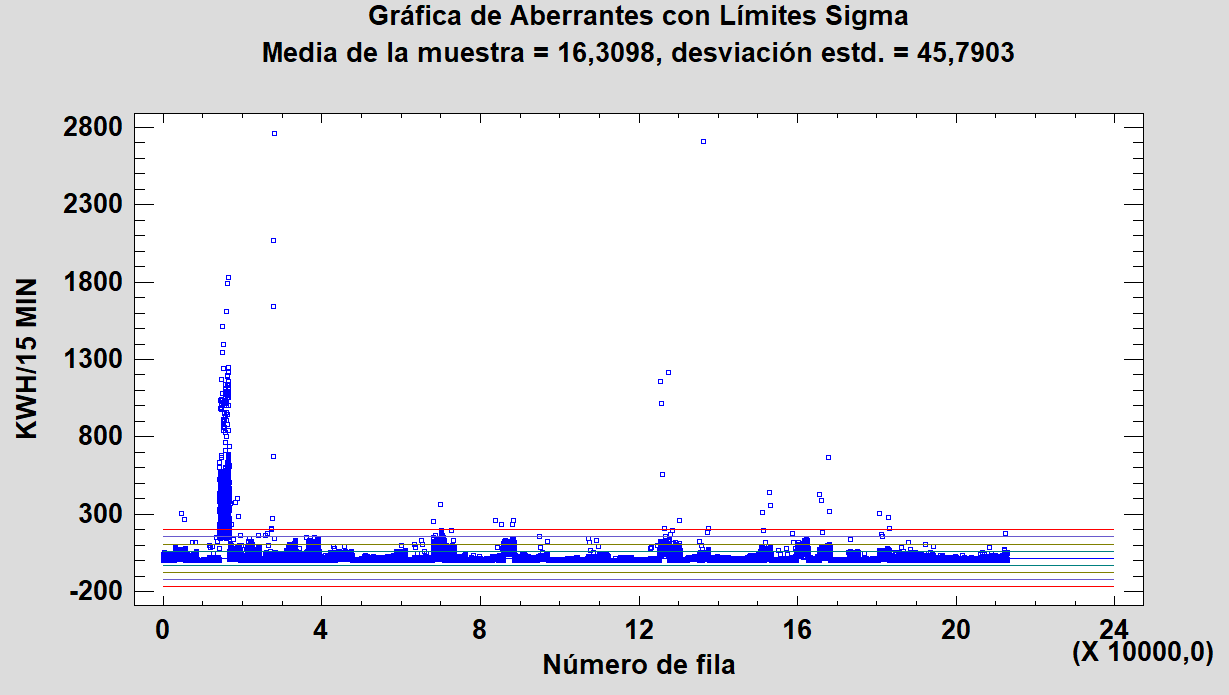 Gráfica de Aberrantes con Límites Sigma
Media de la muestra = 16,3098, desviación estd. = 45,7903
2800
2300
1800
1300
800
300
-200
KWH/15 MIN
0 4 8 12 16 20 24
(X 10000,0)
Número de fila